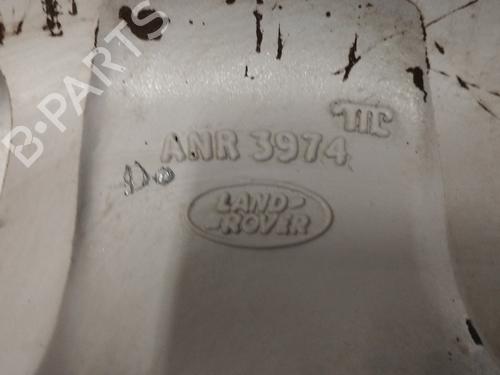 B-PARTS
ANR 3974
LAND-
-ROVER